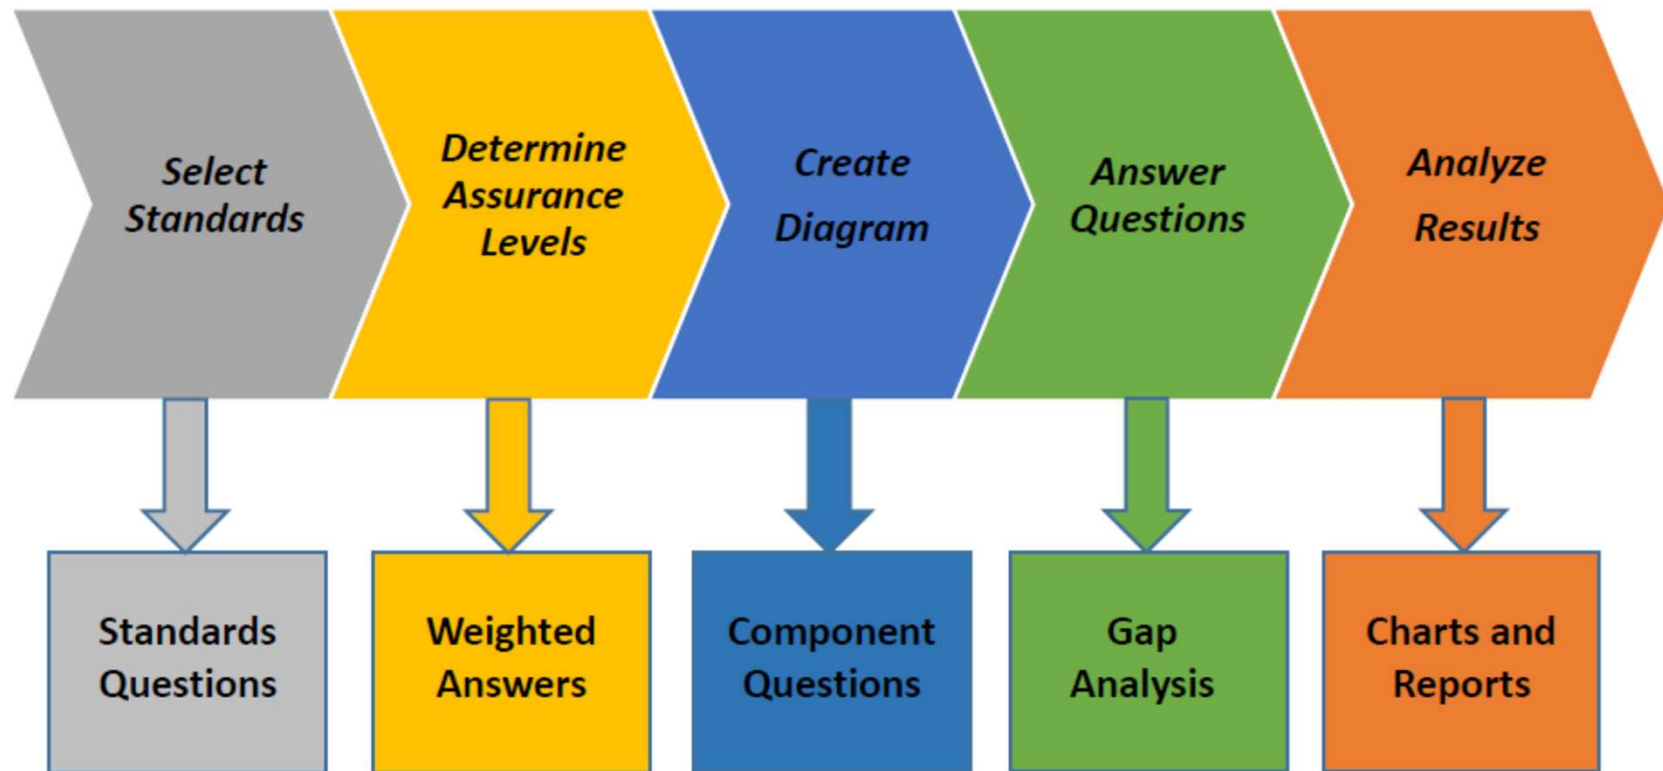 Select
Standards
Determine
Assurance
Levels
Create
Diagram
Answer
Questions
Analyze
Results
Standards
Questions
Weighted
Answers
Component
Questions
Gap
Analysis
Charts and
Reports